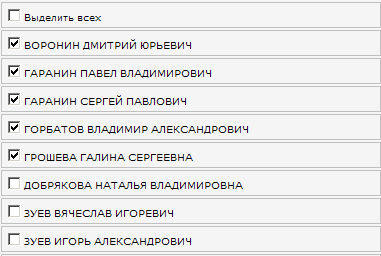 Выделить всех
ВОРОНИН ДМИТРИЙ ЮРЬЕВИЧ
ГАРАНИН ПАВЕЛ ВЛАДИМИРОВИЧ
ГАРАНИН СЕРГЕЙ ПАВЛОВИЧ
ГОРБАТОВ ВЛАДИМИР АЛЕКСАНДРОВИЧ
ГРОШЕВА ГАЛИНА СЕРГЕЕВНА
ДОБРЯКОВА НАТАЛЬЯ ВЛАДИМИРОВНА
ЗУЕВ ВЯЧЕСЛАВ ИГОРЕВИЧ
ЗУЕВ ИГОРЬ АЛЕКСАНДРОВИЧ